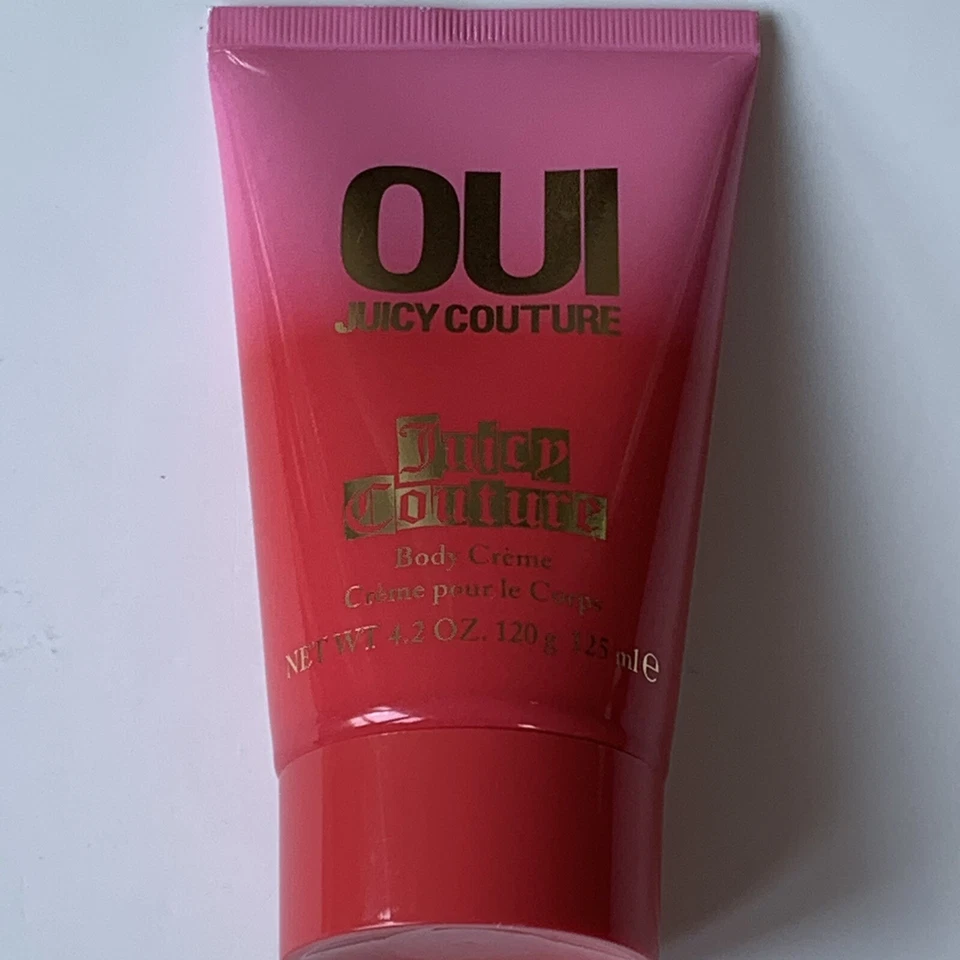 OUI
JUICY COUTURE
Juicy
Couture
Body Crème
Crème pour le Corps
NET WT 4.2 OZ. 120 g 125 ml e